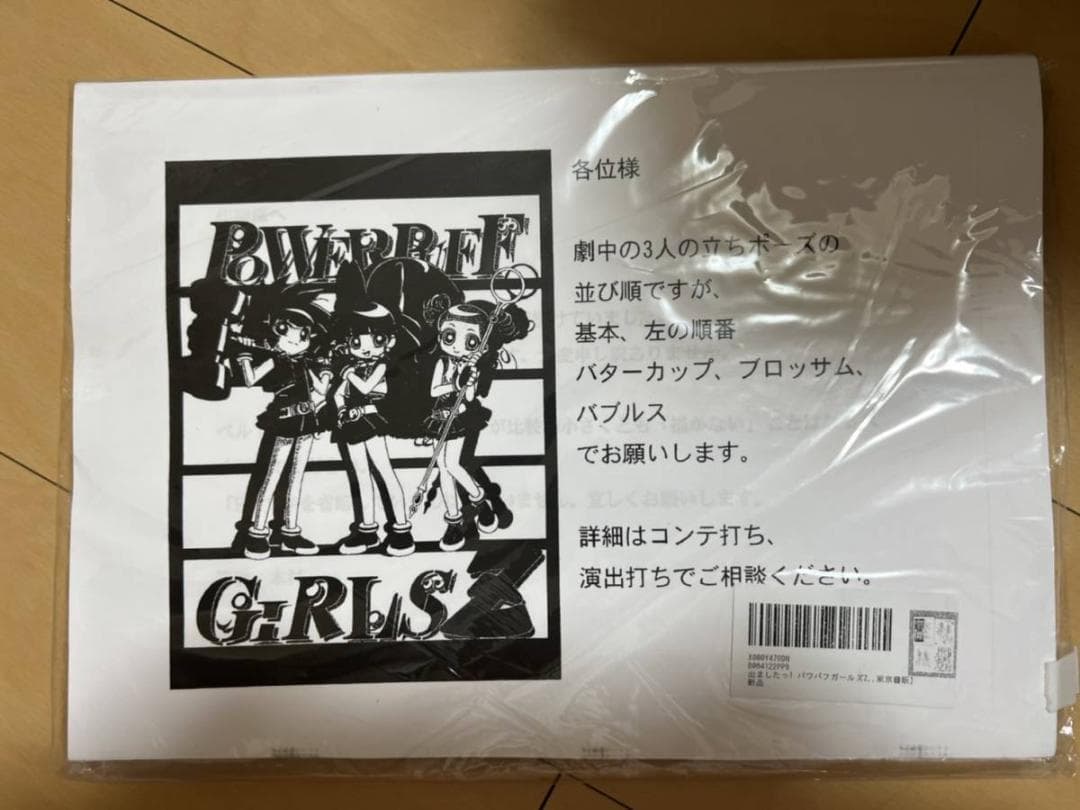 POWERPUFF
GIRLS Z
各位様
劇中の3人の立ちポーズの
並び順ですが、
基本、左の順番
バターカップ、ブロッサム、
バブルス
でお願いします。
詳細はコンテ打ち、
演出打ちでご相談ください。
出ましたっ! パワパフガールズZ,,東京
新品